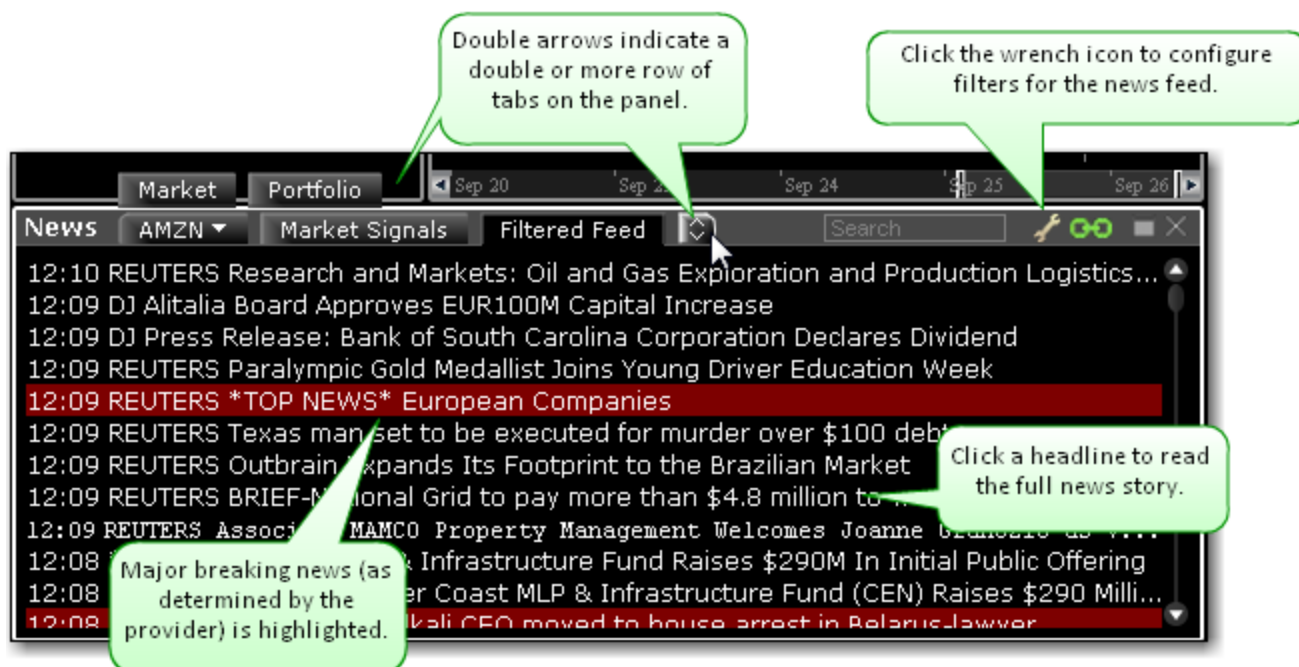 Double arrows indicate a
double or more row of
tabs on the panel.
Click the wrench icon to configure
filters for the news feed.
Market Portfolio Sep 20 Sep 24 Sep 25 Sep 26
News AMZN Market Signals Filtered Feed Search
12:10 REUTERS Research and Markets: Oil and Gas Exploration and Production Logistics...
12:09 DJ Alitalia Board Approves EUR100M Capital Increase
12:09 DJ Press Release: Bank of South Carolina Corporation Declares Dividend
12:09 REUTERS Paralympic Gold Medallist Joins Young Driver Education Week
12:09 REUTERS *TOP NEWS* European Companies
12:09 REUTERS Texas man set to be executed for murder over $100 debt
12:09 REUTERS Outbrain Expands Its Footprint to the Brazilian Market
12:09 REUTERS BRIEF-National Grid to pay more than $4.8 million to
Click a headline to read
the full news story.
12:09 REUTERS MAMCO Property Management Welcomes Joanne
12:08 & Infrastructure Fund Raises $290M In Initial Public Offering
12:08 Coast MLP & Infrastructure Fund (CEN) Raises $290 Milli...
12:08 CEO moved to house arrest in Belarus-lawyer
Major breaking news (as
determined by the
provider) is highlighted.